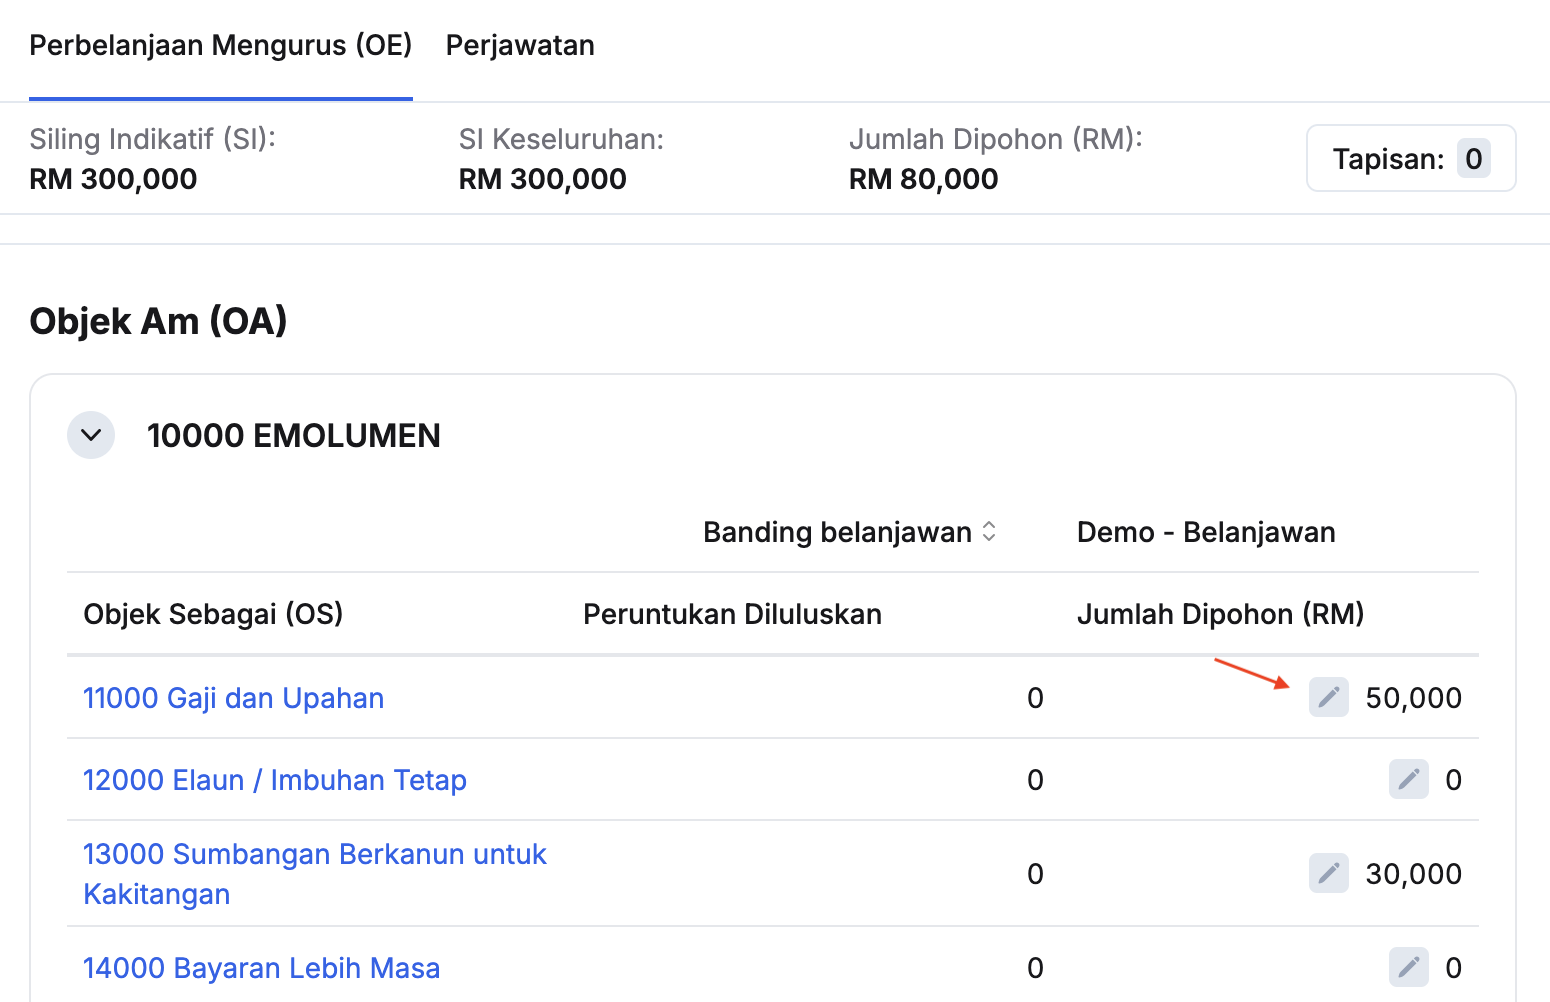 Perbelanjaan Mengurus (OE) Perjawatan
Siling Indikatif (SI): SI Keseluruhan: Jumlah Dipohon (RM):
RM 300,000 RM 300,000 RM 80,000 Tapisan: 0
Objek Am (OA)
10000 EMOLUMEN
Banding belanjawan Demo - Belanjawan
Objek Sebagai (OS) Peruntukan Diluluskan Jumlah Dipohon (RM)
11000 Gaji dan Upahan 0 50,000
12000 Elaun / Imbuhan Tetap 0 0
13000 Sumbangan Berkanun untuk
Kakitangan 0 30,000
14000 Bayaran Lebih Masa 0 0